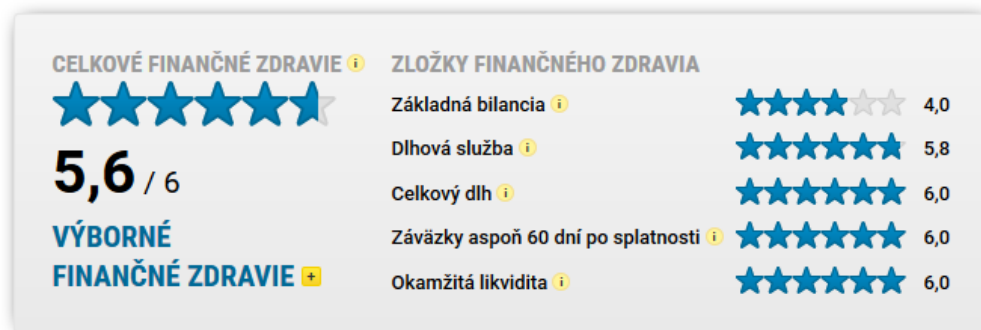 CELKOVÉ FINANČNÉ ZDRAVIE i
5,6 / 6
VÝBORNÉ
FINANČNÉ ZDRAVIE +
ZLOŽKY FINANČNÉHO ZDRAVIA
Základná bilancia i 4,0
Dlhová služba i 5,8
Celkový dlh i 6,0
Záväzky aspoň 60 dní po splatnosti i 6,0
Okamžitá likvidita i 6,0